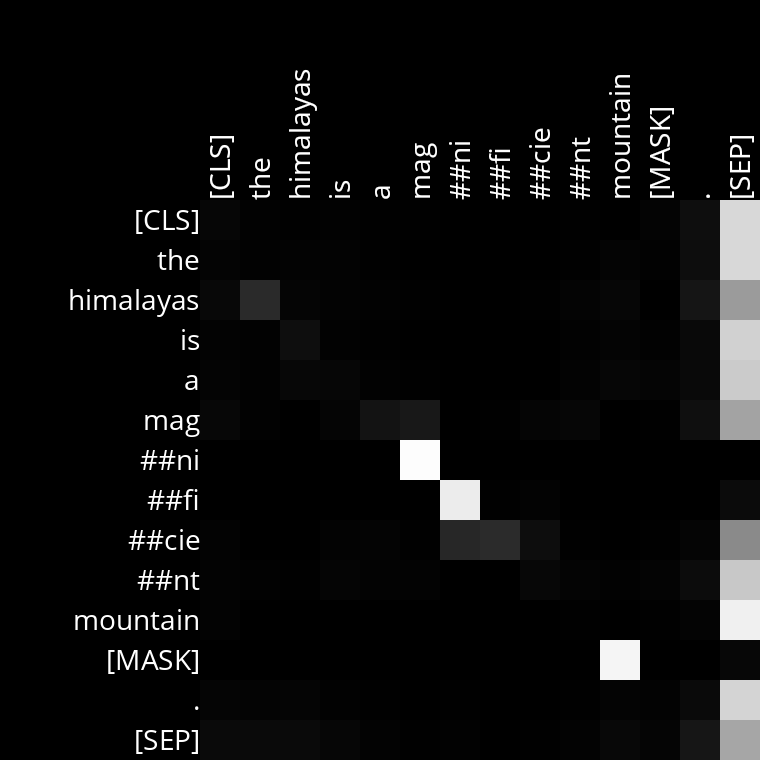 [CLS] the himalayas is a mag ##ni ##fi ##cie ##nt mountain [MASK] . [SEP]
[CLS]
the
himalayas
is
a
mag
##ni
##fi
##cie
##nt
mountain
[MASK]
.
[SEP]